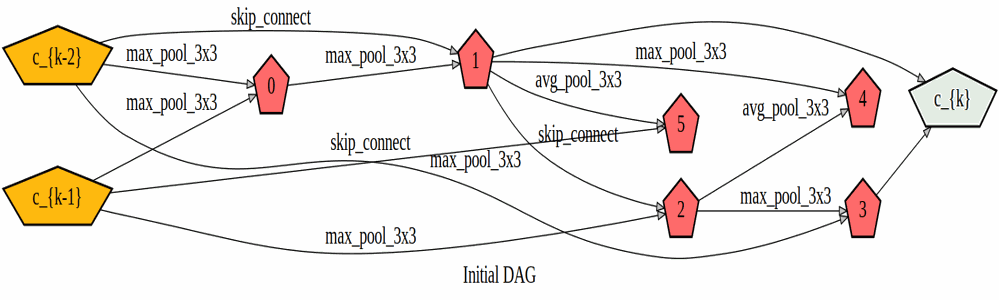 skip_connect
c_{k-2}
max_pool_3x3
max_pool_3x3
0
max_pool_3x3
1
max_pool_3x3
avg_pool_3x3
4
c_{k}
avg_pool_3x3
5
skip_connect
skip_connect
max_pool_3x3
c_{k-1}
2
max_pool_3x3
3
max_pool_3x3
Initial DAG